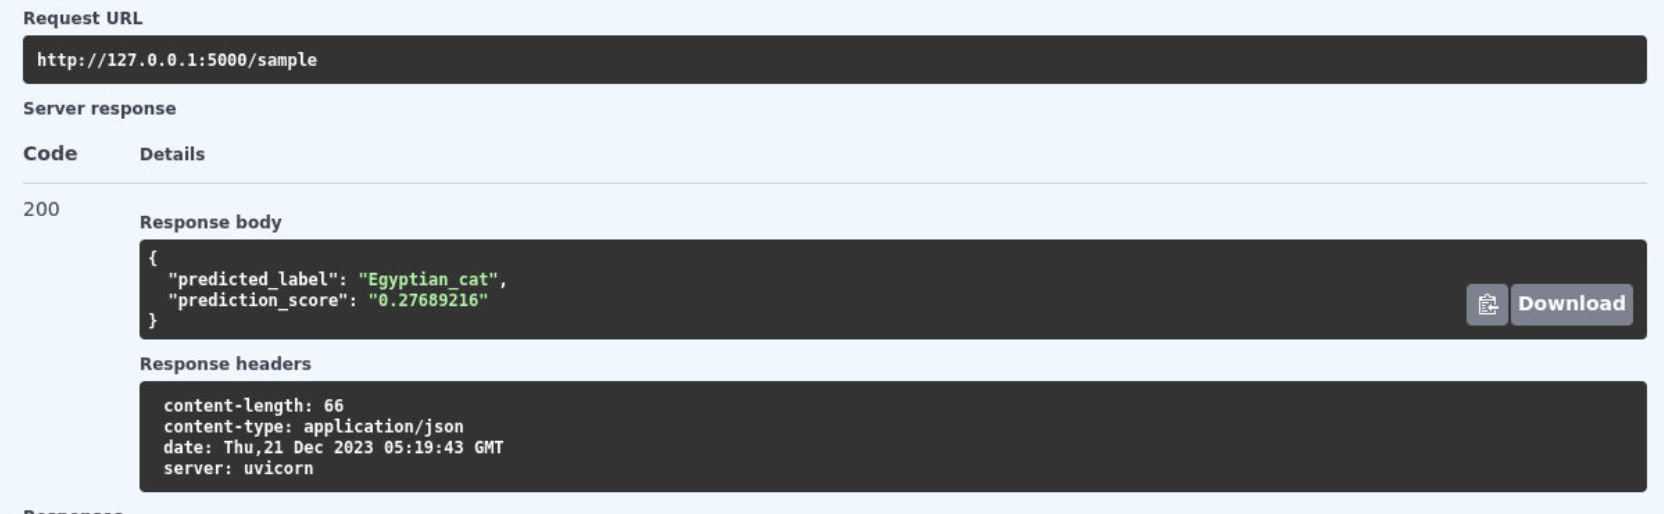 Request URL
http://127.0.0.1:5000/sample
Server response
Code Details
200
Response body
{
"predicted_label": "Egyptian_cat",
"prediction_score": "0.27689216"
}
Download
Response headers
content-length: 66
content-type: application/json
date: Thu,21 Dec 2023 05:19:43 GMT
server: uvicorn
Responses